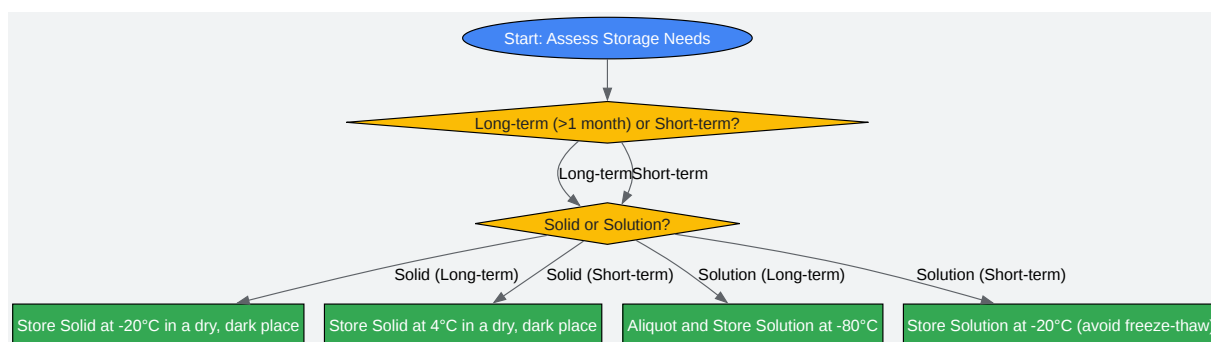 Start: Assess Storage Needs
Long-term (>1 month) or Short-term?
Long-term
Short-term
Solid or Solution?
Solid (Long-term)
Solid (Short-term)
Solution (Long-term)
Solution (Short-term)
Store Solid at -20°C in a dry, dark place
Store Solid at 4°C in a dry, dark place
Aliquot and Store Solution at -80°C
Store Solution at -20°C (avoid freeze-thaw)